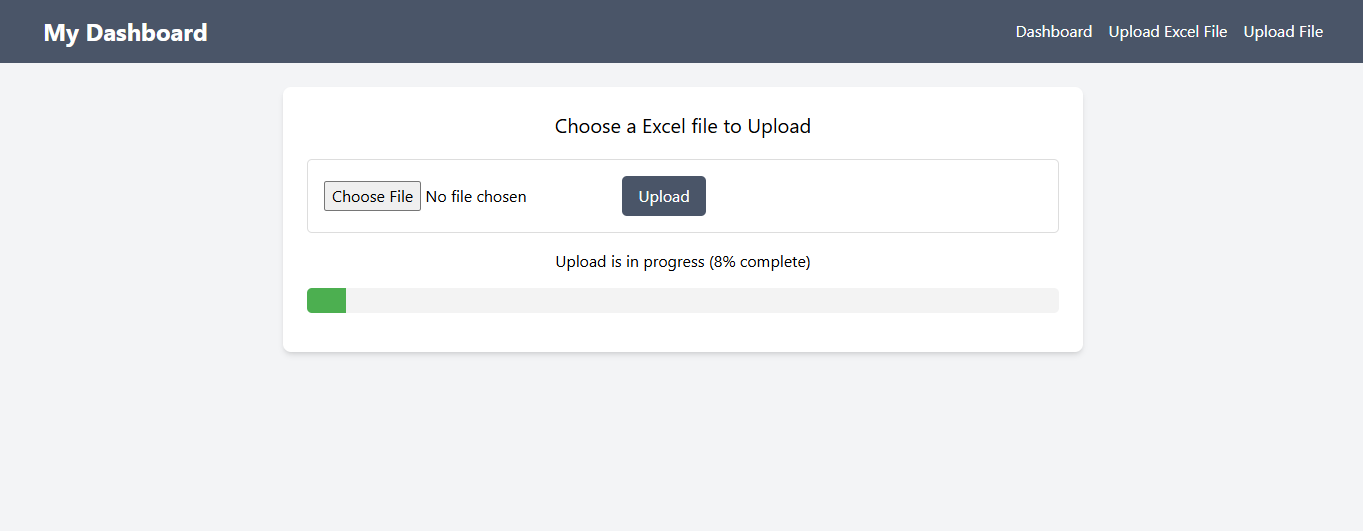 My Dashboard
Dashboard Upload Excel File Upload File
Choose a Excel file to Upload
Choose File No file chosen Upload
Upload is in progress (8% complete)